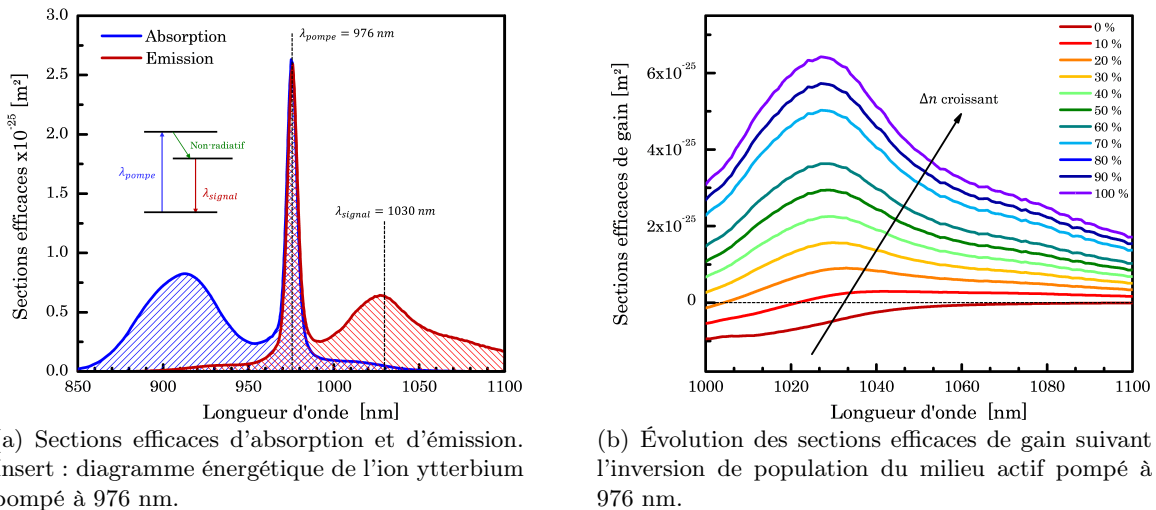 3.0
2.5
2.0
1.5
1.0
0.5
0.0
Sections efficaces x10⁻²⁵ [m²]
Absorption
Emission
λpompe = 976 nm
Non-radiatif
λpompe
λsignal
λsignal = 1030 nm
850 900 950 1000 1050 1100
Longueur d'onde [nm]
(a) Sections efficaces d'absorption et d'émission.
Insert : diagramme énergétique de l'ion ytterbium
pompé à 976 nm.
Sections efficaces de gain [m²]
6x10⁻²⁵
4x10⁻²⁵
2x10⁻²⁵
0
Δn croissant
0 %
10 %
20 %
30 %
40 %
50 %
60 %
70 %
80 %
90 %
100 %
1000 1020 1040 1060 1080 1100
Longueur d'onde [nm]
(b) Évolution des sections efficaces de gain suivant
l'inversion de population du milieu actif pompé à
976 nm.